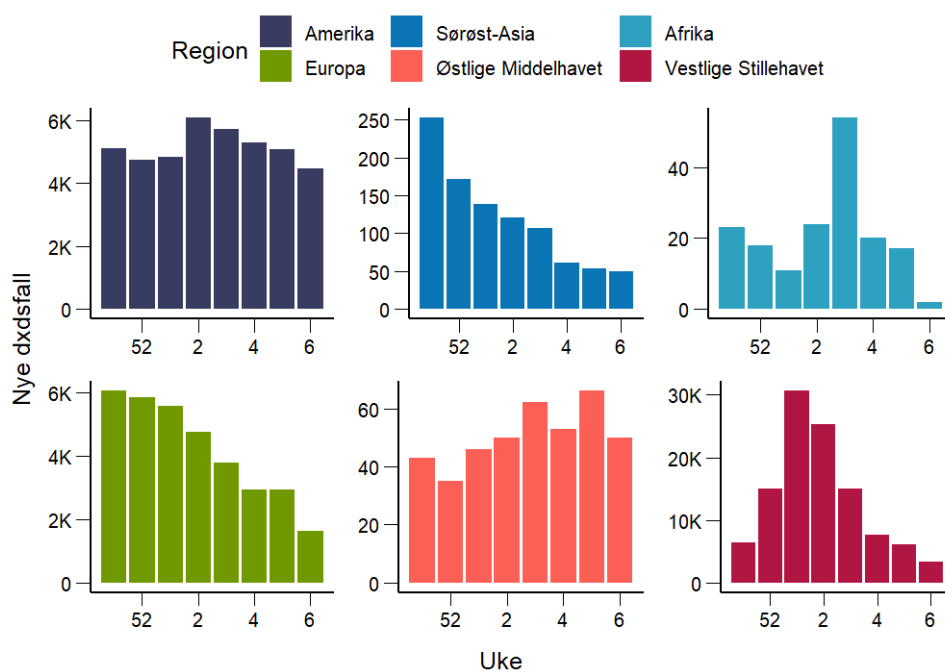 Region
Amerika
Sørøst-Asia
Afrika
Europa
Østlige Middelhavet
Vestlige Stillehavet
Nye dxdsfall
6K
4K
2K
0
52 2 4 6
250
200
150
100
50
0
52 2 4 6
40
20
0
52 2 4 6
6K
4K
2K
0
52 2 4 6
60
40
20
0
52 2 4 6
30K
20K
10K
0
52 2 4 6
Uke